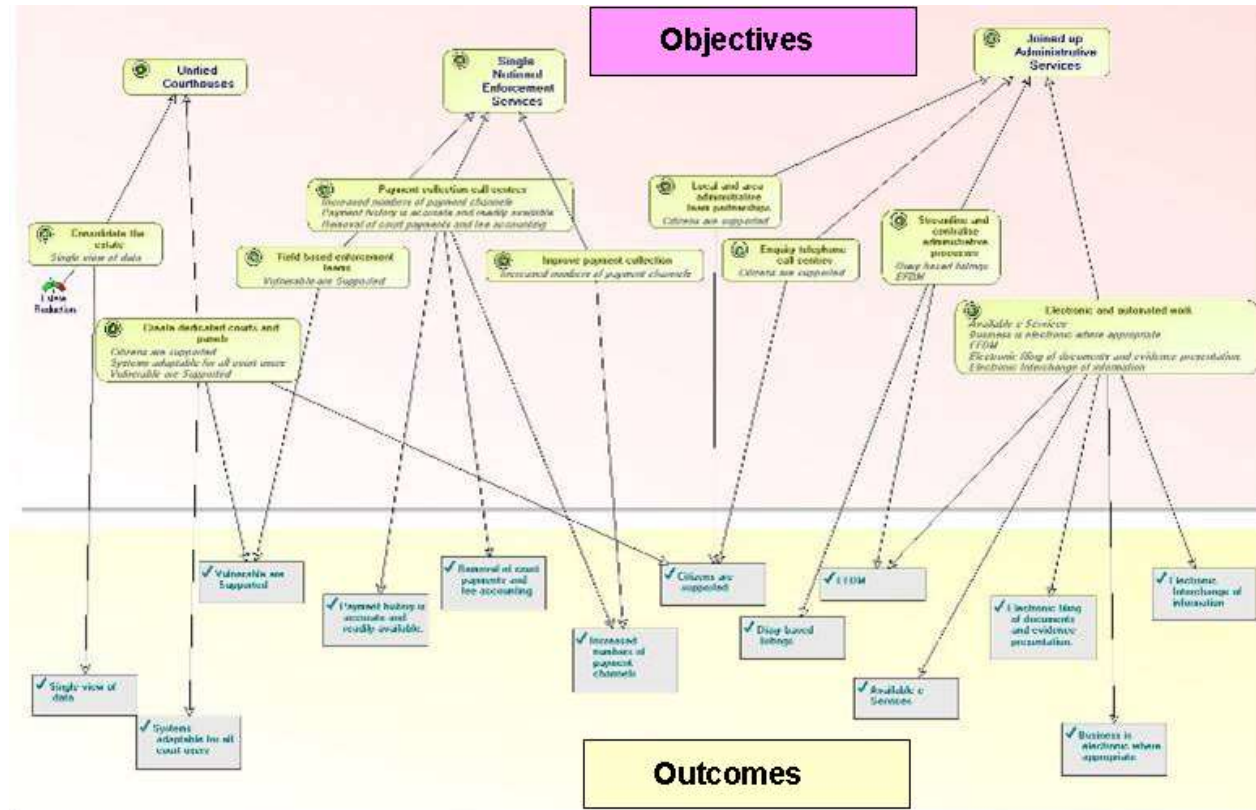 Objectives
Unified
Courthouses
Single
National
Enforcement
Services
Joined up
Administrative
Services
Payment collection call centres
Increased numbers of payment channels
Payment history is accurate and readily available
Removal of court payments and fee accounting
Local and area
administrative
team partnerships
Citizens are supported
Streamline and
centralise administrative
processes
Diary based listings
EFDM
Consolidate the
estate
Single view of data
Estate
Reduction
Field based enforcement
teams
Vulnerable are Supported
Improve payment collection
Increased numbers of payment channels
Enquiry telephone
call centres
Citizens are supported
Create dedicated courts and
panels
Citizens are supported
Systems adaptable for all court users
Vulnerable are Supported
Electronic and automated work
Available e Services
Business is electronic where appropriate
EFDM
Electronic filing of documents and evidence presentation.
Electronic Interchange of information
Vulnerable are
Supported
Payment history is
accurate and
readily available.
Removal of court
payments and
fee accounting
Citizens are
supported
EFDM
Electronic
Interchange of
information
Electronic filing
of documents
and evidence
presentation.
Increased
numbers of
payment
channels
Diary based
listings
Single view of
data
Available e
Services
Systems
adaptable for all
court users
Business is
electronic where
appropriate
Outcomes